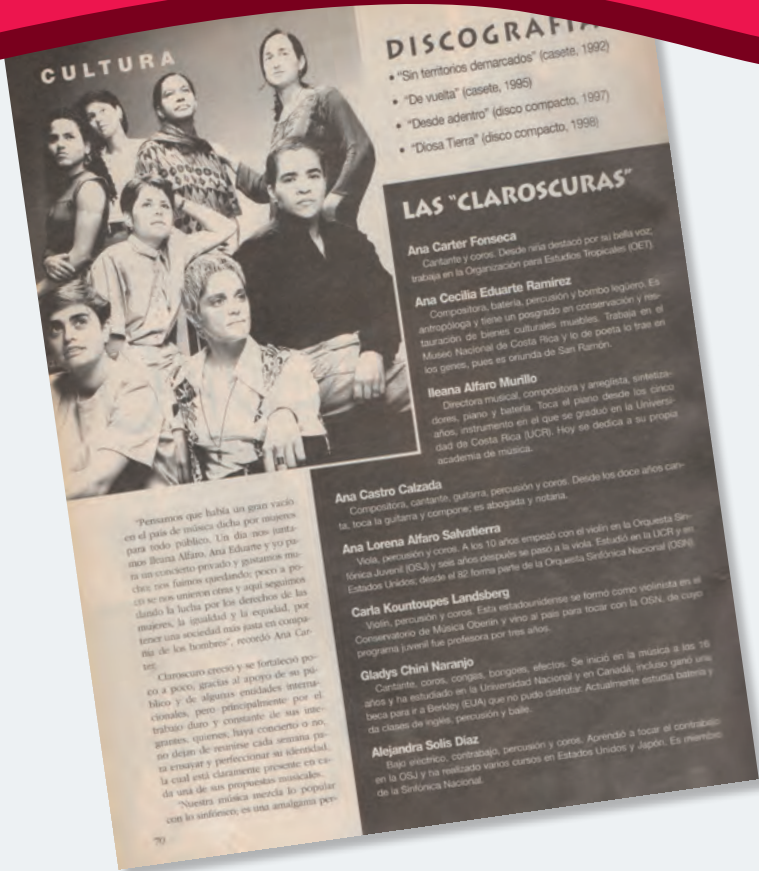 CULTURA
DISCOGRAFÍA
• "Sin territorios demarcados" (casete, 1992)
• "De vuelta" (casete, 1995)
• "Desde adentro" (disco compacto, 1997)
• "Diosa Tierra" (disco compacto, 1998)
LAS "CLAROSCURAS"
Ana Carter Fonseca
Cantante y coros. Desde niña destacó por su bella voz,
trabaja en la Organización para Estudios Tropicales (OET).
Ana Cecilia Eduarte Ramírez
Compositora, batería, percusión y bombo legüero. Es
antropóloga y tiene un posgrado en conservación y res-
tauración de bienes culturales muebles. Trabaja en el
Museo Nacional de Costa Rica y lo de poeta lo trae en
los genes, pues es oriunda de San Ramón.
Ileana Alfaro Murillo
Directora musical, compositora y arreglista, sintetiza-
dores, piano y batería. Toca el piano desde los cinco
años, instrumento en el que se graduó en la Universi-
dad de Costa Rica (UCR). Hoy se dedica a su propia
academia de música.
Ana Castro Calzada
Compositora, cantante, guitarra, percusión y coros. Desde los doce años can-
ta, toca la guitarra y compone; es abogada y notaria.
Ana Lorena Alfaro Salvatierra
Viola, percusión y coros. A los 10 años empezó con el violín en la Orquesta Sin-
fónica Juvenil (OSJ) y seis años después se pasó a la viola. Estudió en la UCR y en
Estados Unidos; desde el 82 forma parte de la Orquesta Sinfónica Nacional (OSN).
Carla Kountoupes Landsberg
Violín, percusión y coros. Esta estadounidense se formó como violinista en el
Conservatorio de Música Oberlin y vino al país para tocar con la OSN, de cuyo
programa juvenil fue profesora por tres años.
Gladys Chini Naranjo
Cantante, coros, congas, bongoes, efectos. Se inició en la música a los 16
años y ha estudiado en la Universidad Nacional y en Canadá, incluso ganó una
beca para ir a Berkley (EUA) que no pudo disfrutar. Actualmente estudia batería y
da clases de inglés, percusión y baile.
Alejandra Solís Díaz
Bajo eléctrico, contrabajo, percusión y coros. Aprendió a tocar el contrabajo
en la OSJ y ha realizado varios cursos en Estados Unidos y Japón. Es miembro
de la Sinfónica Nacional.
"Pensamos que había un gran vacío
en el país de música dicha por mujeres
para todo público. Un día nos junta-
mos Ileana Alfaro, Ana Eduarte y yo pa-
ra un concierto privado y gustamos mu-
cho; nos fuimos quedando; poco a po-
co se nos unieron otras y aquí seguimos
dando la lucha por los derechos de las
mujeres, la igualdad y la equidad, por
tener una sociedad más justa en compa-
ñía de los hombres", recordó Ana Car-
ter.
Claroscuro creció y se fortaleció po-
co a poco, gracias al apoyo de su pú-
blico y de algunas entidades interna-
cionales, pero principalmente por el
trabajo duro y constante de sus inte-
grantes, quienes, haya concierto o no,
no dejan de reunirse cada semana pa-
ra ensayar y perfeccionar su identidad,
la cual está claramente presente en ca-
da una de sus propuestas musicales.
"Nuestra música mezcla lo popular
con lo sinfónico; es una amalgama per-
70